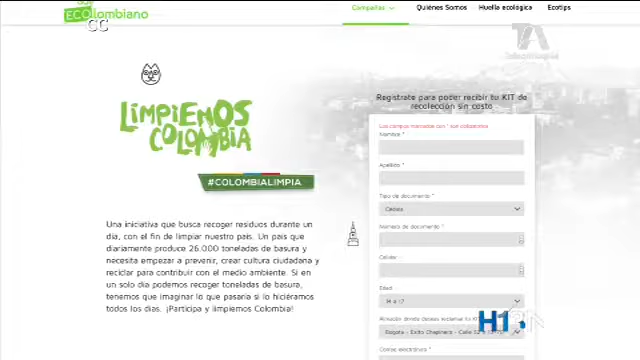 SOY
ECOlombiano
CC
Campañas
Quiénes Somos
Huella ecológica
Ecotips
TA
Teleantioquia
LIMPIEMOS
COLOMBIA
#COLOMBIALIMPIA
Una iniciativa que busca recoger residuos durante un
día, con el fin de limpiar nuestro país. Un país que
diariamente produce 26.000 toneladas de basura y
necesita empezar a prevenir, crear cultura ciudadana y
reciclar para contribuir con el medio ambiente. Si en
un solo día podemos recoger toneladas de basura,
tenemos que imaginar lo que pasaría si lo hiciéramos
todos los días. ¡Participa y limpiemos Colombia!
Regístrate para poder recibir tu KIT de
recolección sin costo
Los campos marcados con * son obligatorios
Nombre *
Apellido *
Tipo de documento *
Cédula
Número de documento *
Celular
Edad
14 a 17
Almacén donde deseas reclamar tu KIT
Bogotá - Exito Chapinero - Calle 52
Correo electrónico *
H13N